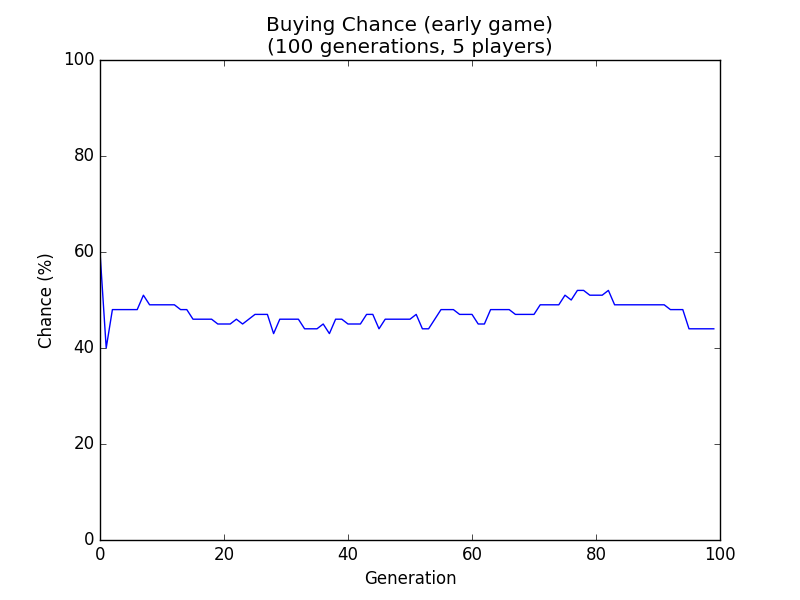 Buying Chance (early game)
(100 generations, 5 players)
100
80
60
40
20
0
Chance (%)
0 20 40 60 80 100
Generation